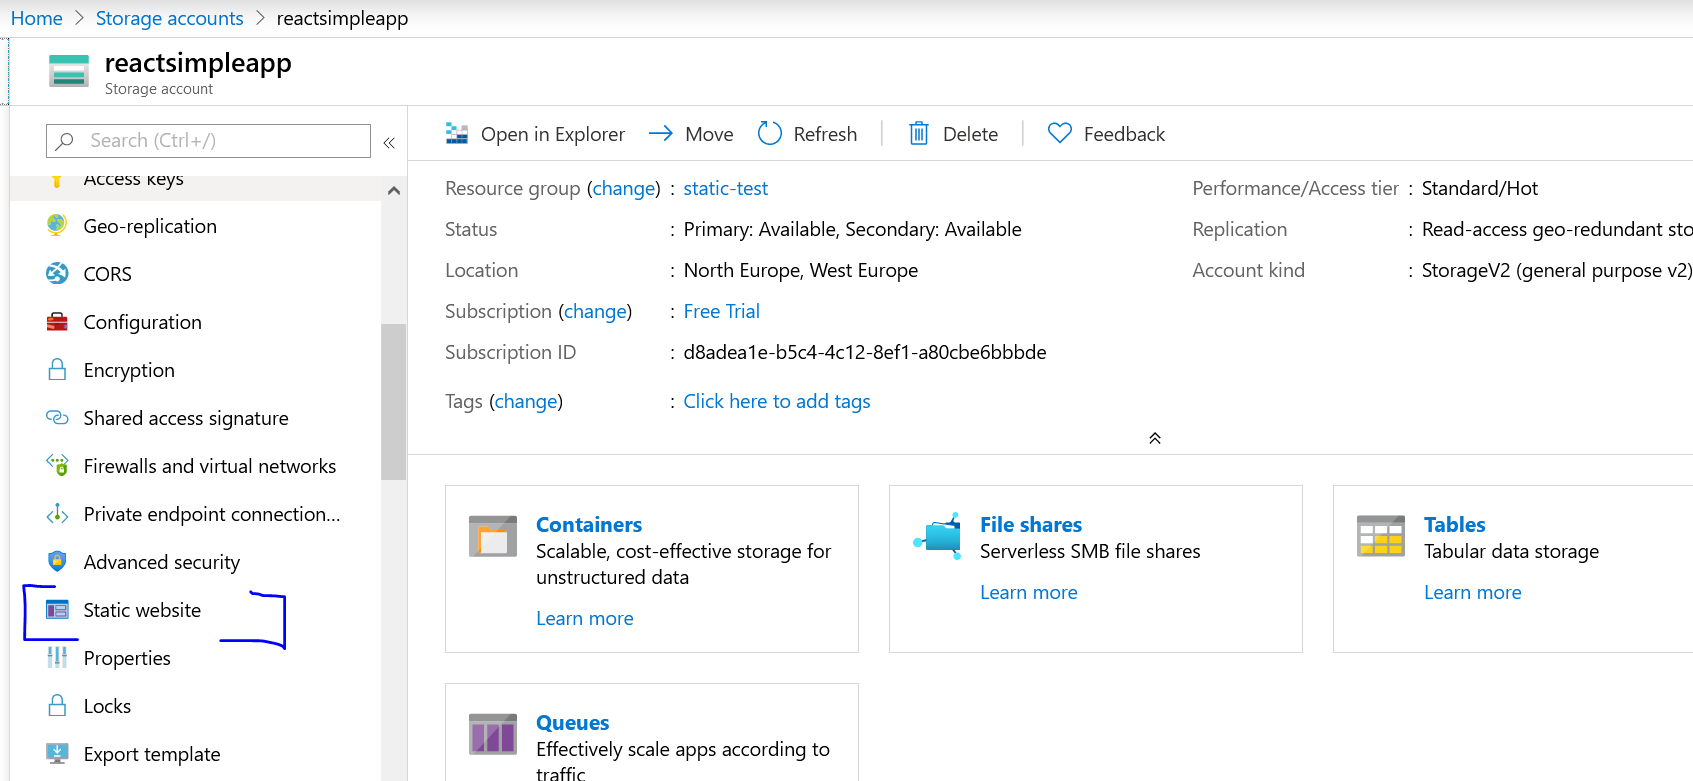 Home > Storage accounts > reactsimpleapp
reactsimpleapp
Storage account
Search (Ctrl+/)
«
Access keys
Geo-replication
CORS
Configuration
Encryption
Shared access signature
Firewalls and virtual networks
Private endpoint connection...
Advanced security
Static website
Properties
Locks
Export template
Open in Explorer Move Refresh Delete Feedback
Resource group (change) : static-test
Status : Primary: Available, Secondary: Available
Location : North Europe, West Europe
Subscription (change) : Free Trial
Subscription ID : d8adea1e-b5c4-4c12-8ef1-a80cbe6bbbde
Tags (change) : Click here to add tags
Performance/Access tier : Standard/Hot
Replication : Read-access geo-redundant sto
Account kind : StorageV2 (general purpose v2)
Containers
Scalable, cost-effective storage for
unstructured data
Learn more
File shares
Serverless SMB file shares
Learn more
Tables
Tabular data storage
Learn more
Queues
Effectively scale apps according to
traffic